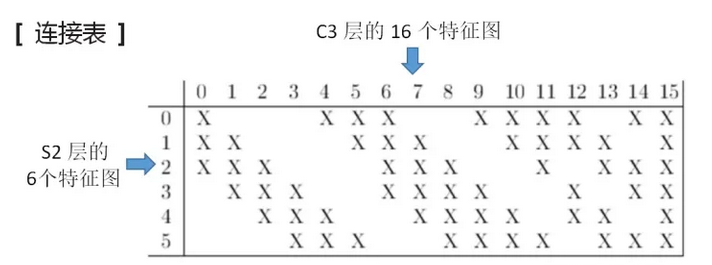 [ 连接表 ]
C3 层的 16 个特征图
0 1 2 3 4 5 6 7 8 9 10 11 12 13 14 15
0 X X X X X X X X X X
S2 层的
1 X X X X X X X X X X
6个特征图
2 X X X X X X X X X X
3 X X X X X X X X X X
4 X X X X X X X X X X
5 X X X X X X X X X X